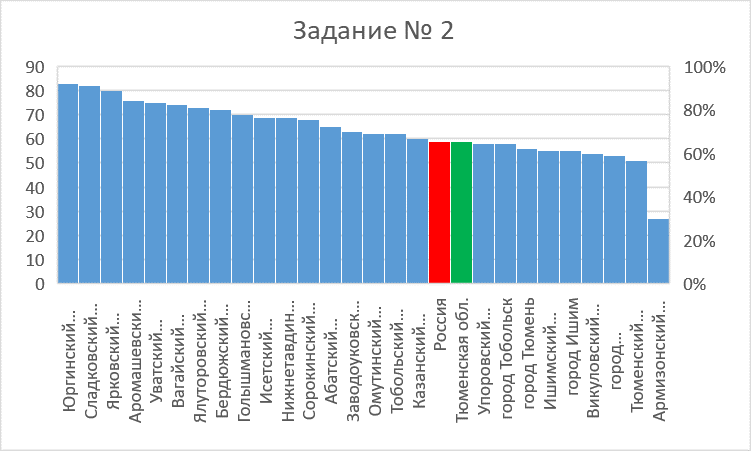 Задание № 2
90
80
70
60
50
40
30
20
10
0
100%
80%
60%
40%
20%
0%
Юргинский...
Сладковский...
Ярковский...
Аромашевски...
Уватский...
Вагайский...
Ялуторовский...
Бердюжский...
Голышмановс...
Исетский...
Нижнетавдин...
Сорокинский...
Абатский...
Заводоуковск...
Омутинский...
Тобольский...
Казанский...
Россия
Тюменская обл.
Упоровский...
город Тобольск
город Тюмень
Ишимский...
город Ишим
Викуловский...
город...
Тюменский...
Армизонский...